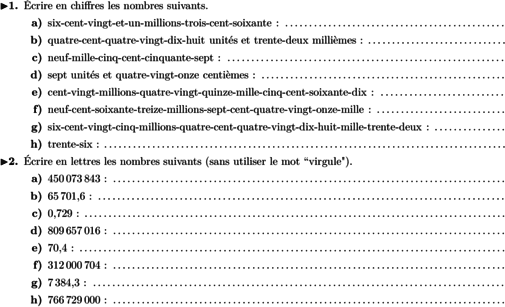 ▶1. Écrire en chiffres les nombres suivants.
a) six-cent-vingt-et-un-millions-trois-cent-soixante : ......................................................
b) quatre-cent-quatre-vingt-dix-huit unités et trente-deux millièmes : ..................................
c) neuf-mille-cinq-cent-cinquante-sept : ....................................................................
d) sept unités et quatre-vingt-onze centièmes : ............................................................
e) cent-vingt-millions-quatre-vingt-quinze-mille-cinq-cent-soixante-dix : ...............................
f) neuf-cent-soixante-treize-millions-sept-cent-quatre-vingt-onze-mille : ................................
g) six-cent-vingt-cinq-millions-quatre-cent-quatre-vingt-dix-huit-mille-trente-deux : ..................
h) trente-six : ....................................................................................................
▶2. Écrire en lettres les nombres suivants (sans utiliser le mot “virgule").
a) 450 073 843 : ..................................................................................................
b) 65 701,6 : ......................................................................................................
c) 0,729 : ..........................................................................................................
d) 809 657 016 : ..................................................................................................
e) 70,4 : ............................................................................................................
f) 312 000 704 : ..................................................................................................
g) 7 384,3 : ........................................................................................................
h) 766 729 000 : ..................................................................................................